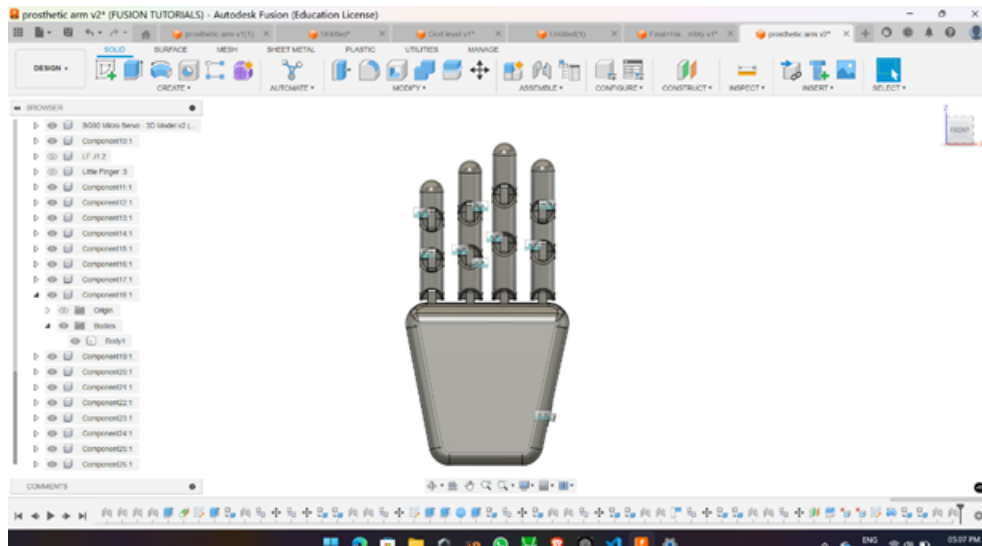 prosthetic arm v2* (FUSION TUTORIALS) - Autodesk Fusion (Education License)
prosthetic arm v1(1) Untitled* God level v1* Untitled(1) prosthetic arm v2*
SOLID SURFACE MESH SHEET METAL PLASTIC UTILITIES MANAGE
DESIGN
CREATE AUTOMATE MODIFY ASSEMBLE CONFIGURE CONSTRUCT INSPECT INSERT SELECT
BROWSER
SG90 Micro Servo - 3D Model v2 (...
Component10:1
Little Finger :3
Component11:1
Component12:1
Component13:1
Component14:1
Component15:1
Component16:1
Component17:1
Component18:1
Origin
Bodies
Body1
Component19:1
Component20:1
Component21:1
Component22:1
Component23:1
Component24:1
Component25:1
Component26:1
COMMENTS
FRONT
Z
ENG
05:07 PM